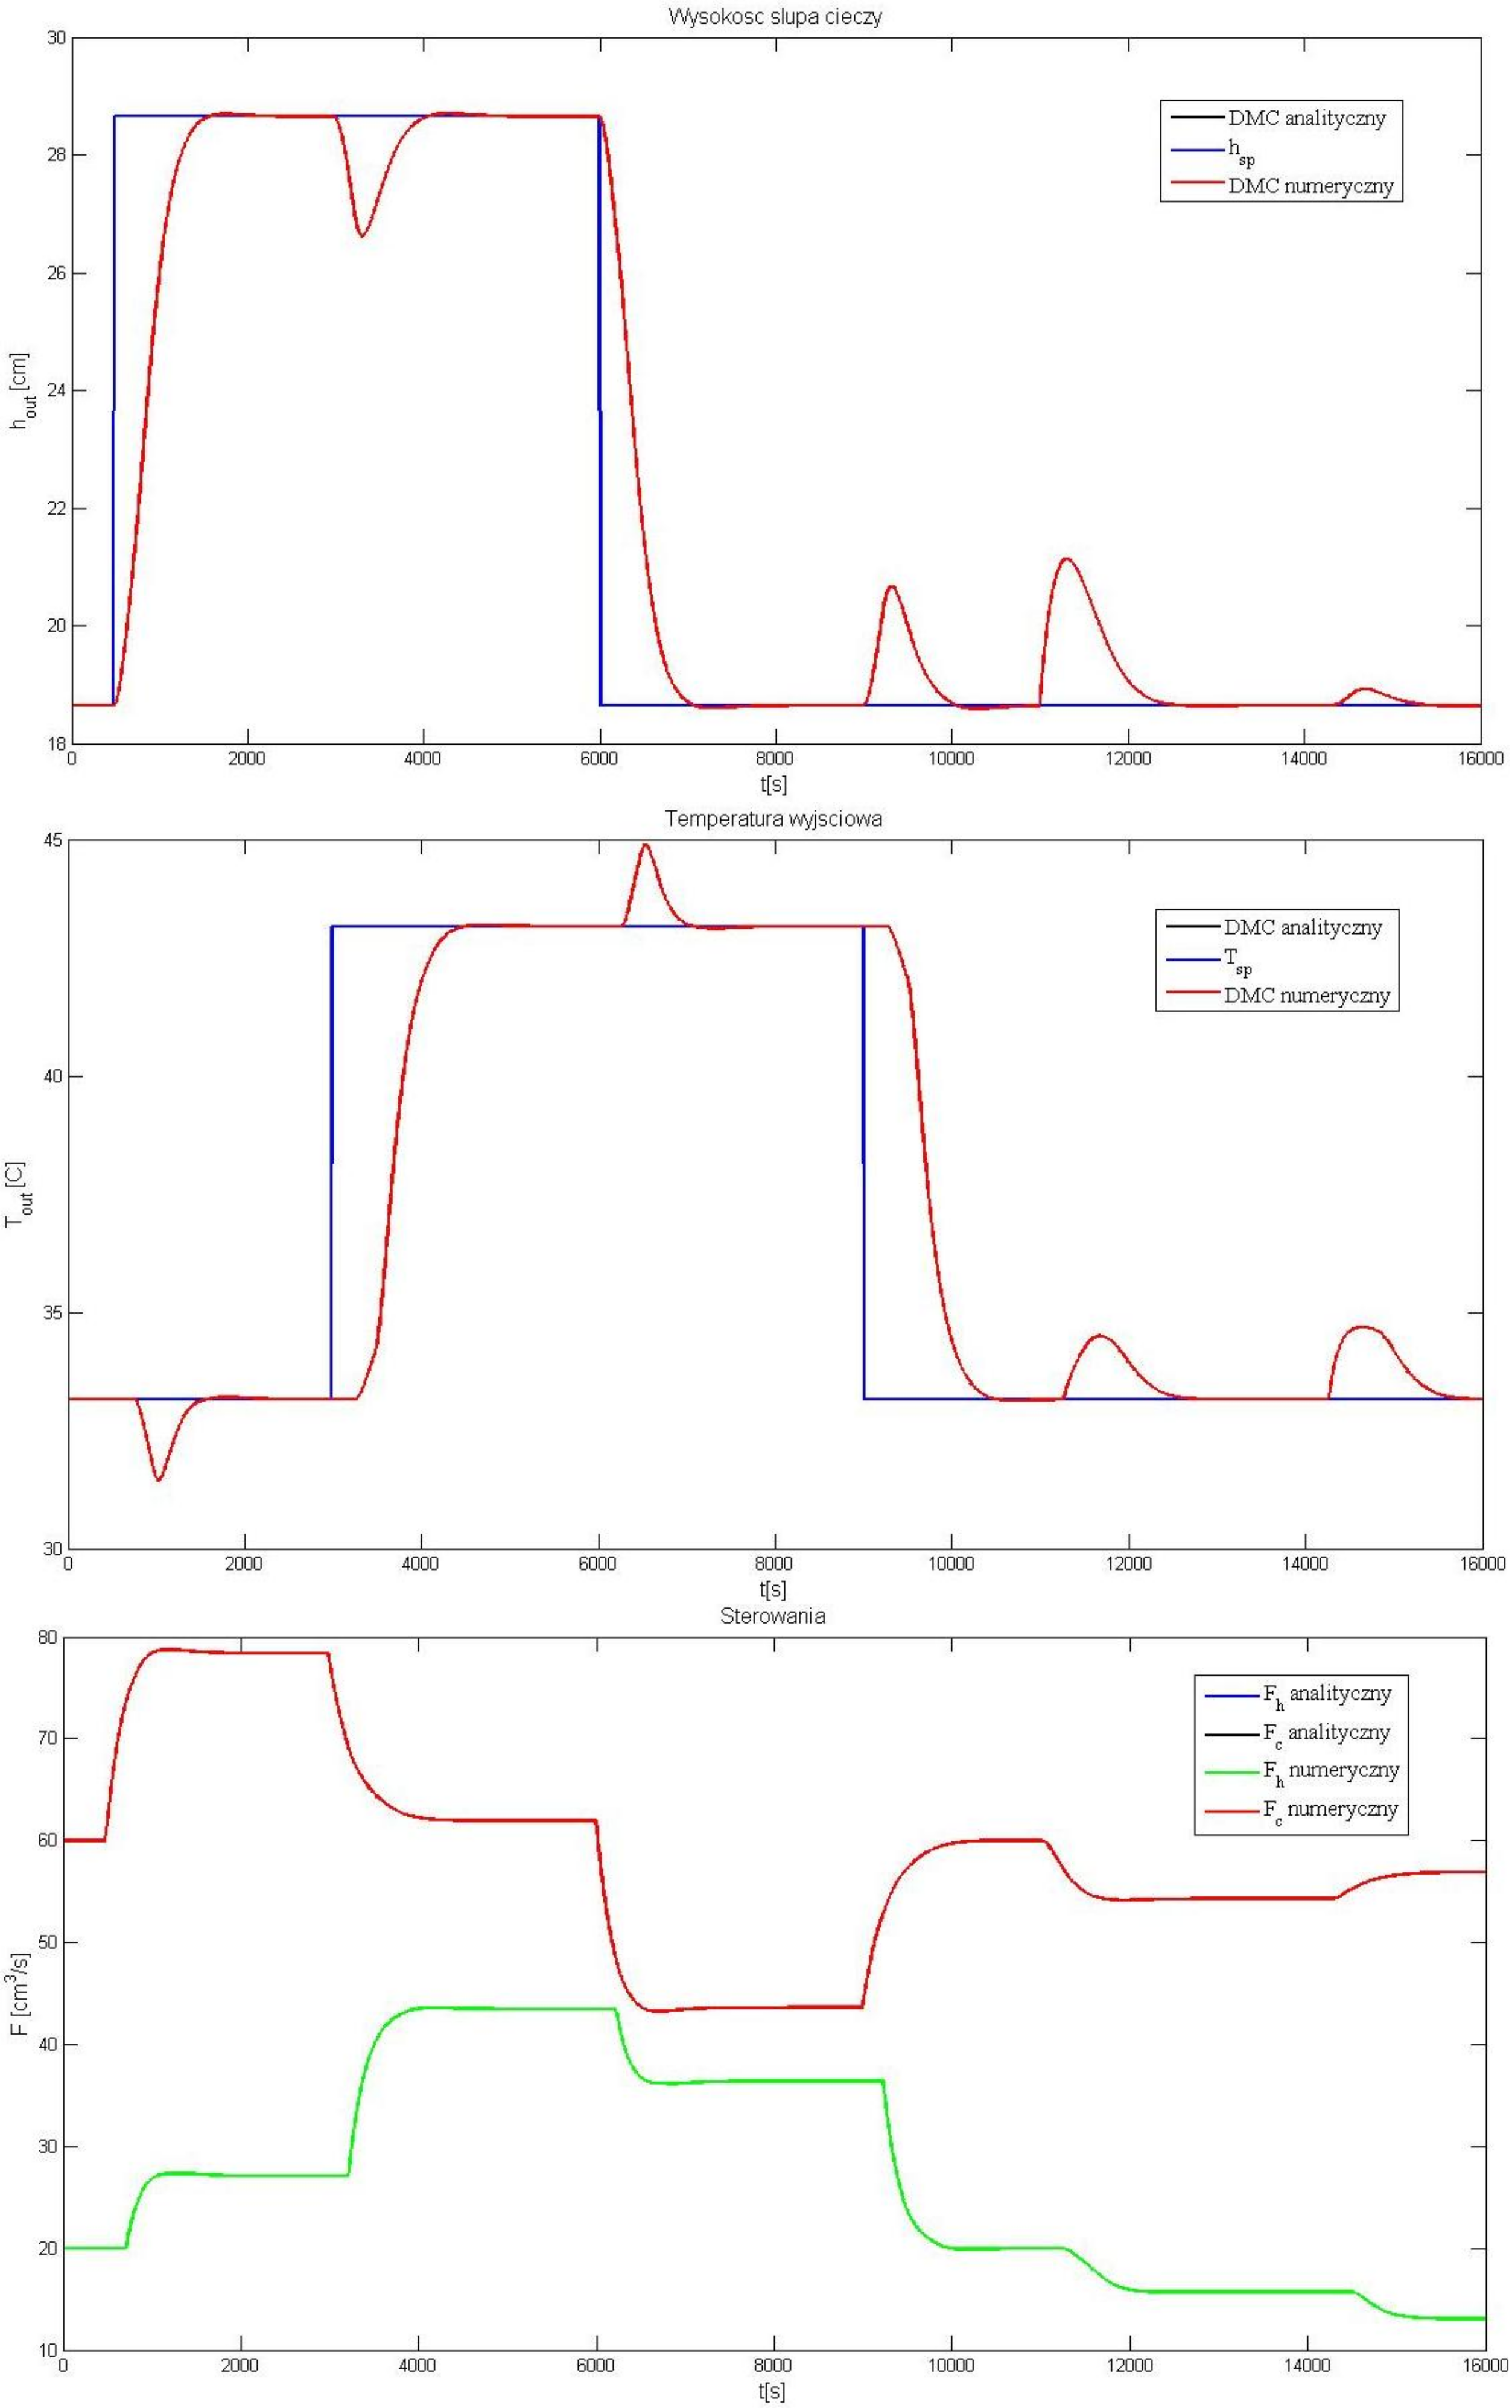 Wysokosc slupa cieczy
30
28
26
24
22
20
18
h_out [cm]
DMC analityczny
h_sp
DMC numeryczny
0 2000 4000 6000 8000 10000 12000 14000 16000
t[s]
Temperatura wyjsciowa
45
40
35
30
T_out [C]
DMC analityczny
T_sp
DMC numeryczny
0 2000 4000 6000 8000 10000 12000 14000 16000
t[s]
Sterowania
80
70
60
50
40
30
20
10
F [cm³/s]
F_h analityczny
F_c analityczny
F_h numeryczny
F_c numeryczny
0 2000 4000 6000 8000 10000 12000 14000 16000
t[s]